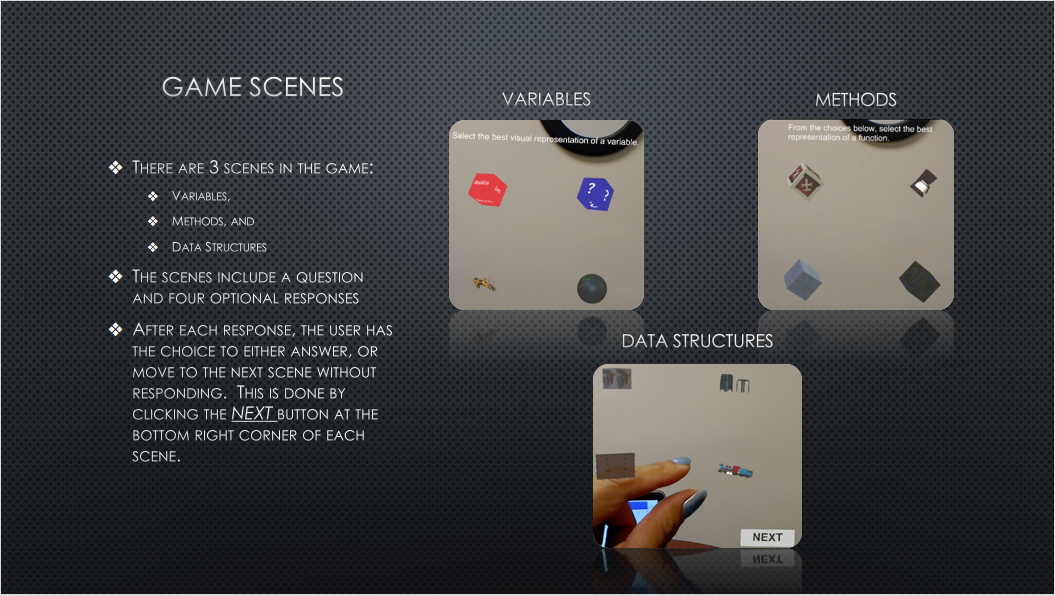 GAME SCENES
THERE ARE 3 SCENES IN THE GAME:
VARIABLES,
METHODS, AND
DATA STRUCTURES
THE SCENES INCLUDE A QUESTION
AND FOUR OPTIONAL RESPONSES
AFTER EACH RESPONSE, THE USER HAS
THE CHOICE TO EITHER ANSWER, OR
MOVE TO THE NEXT SCENE WITHOUT
RESPONDING. THIS IS DONE BY
CLICKING THE NEXT BUTTON AT THE
BOTTOM RIGHT CORNER OF EACH
SCENE.
VARIABLES
Select the best visual representation of a variable.
double
? ?
METHODS
From the choices below, select the best
representation of a function.
DATA STRUCTURES
NEXT